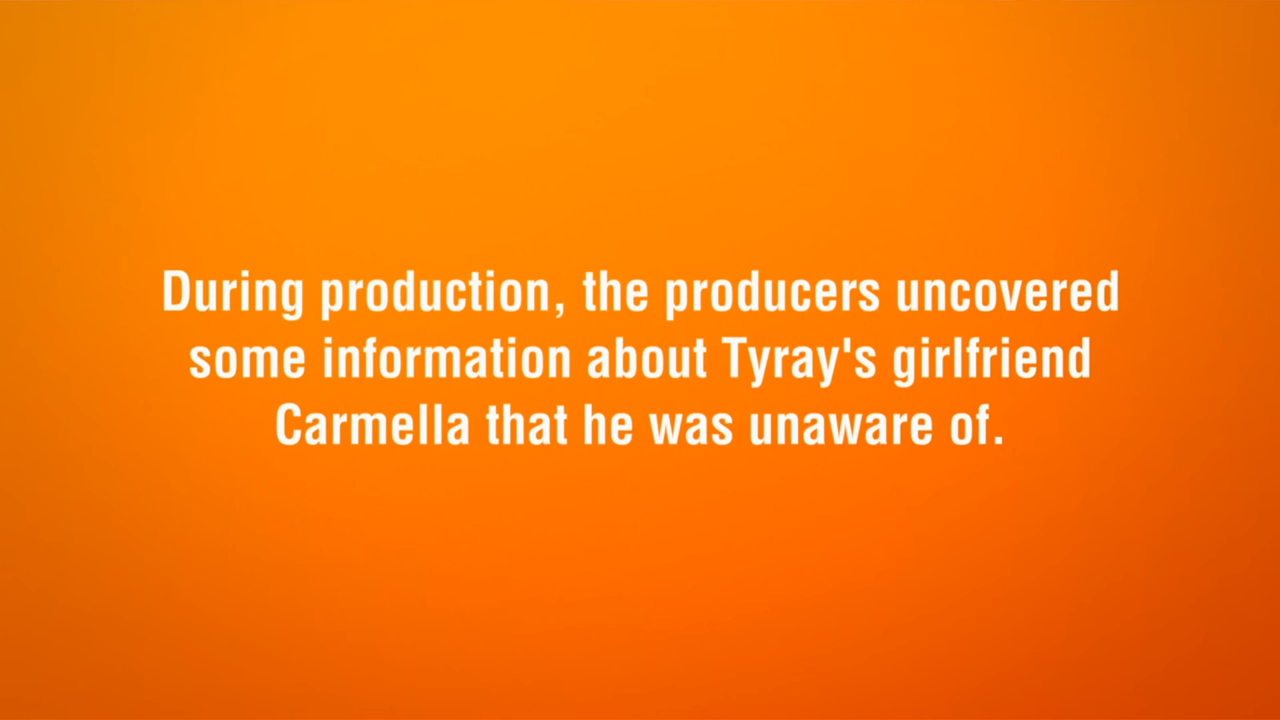 During production, the producers uncovered
some information about Tyray's girlfriend
Carmella that he was unaware of.